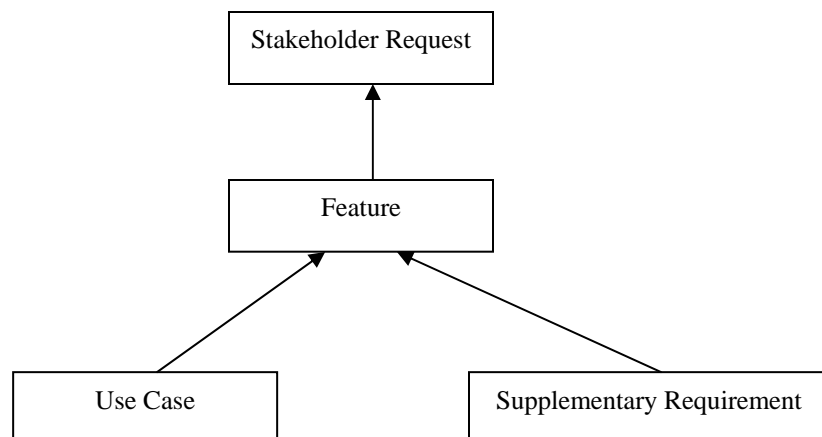 Stakeholder Request
Feature
Use Case
Supplementary Requirement